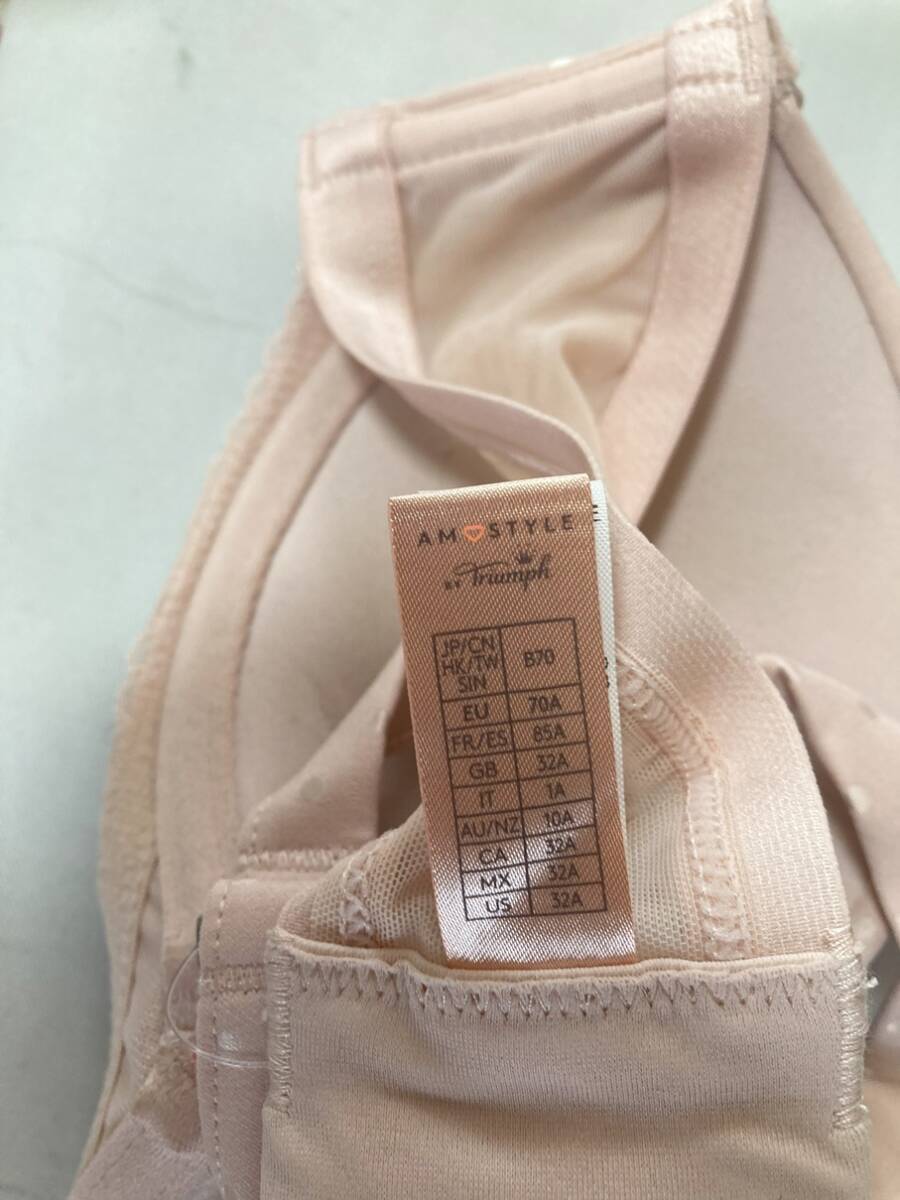 AMOSTYLE
BY Triumph
JP/CN
HK/TW
SIN B70
EU 70A
FR/ES 85A
GB 32A
IT 1A
AU/NZ 10A
CA 32A
MX 32A
US 32A